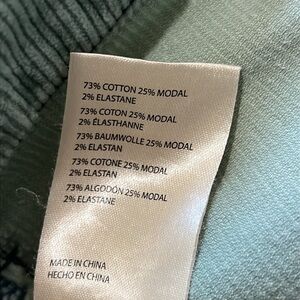 73% COTTON 25% MODAL
2% ELASTANE
73% COTON 25% MODAL
2% ÉLASTHANNE
73% BAUMWOLLE 25% MODAL
2% ELASTAN
73% COTONE 25% MODAL
2% ELASTAN
73% ALGODÓN 25% MODAL
2% ELASTANE
MADE IN CHINA
HECHO EN CHINA